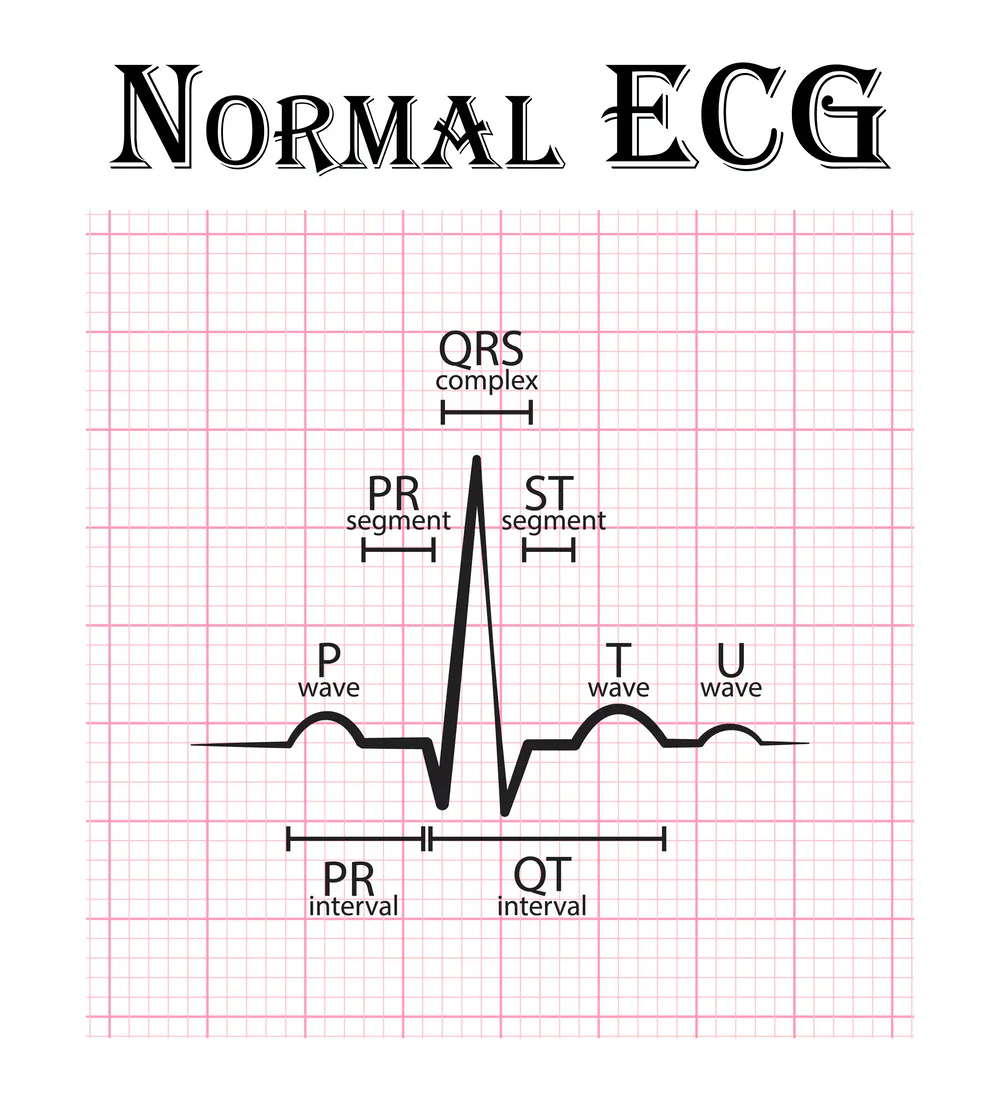 NORMAL ECG
QRS
complex
PR
segment
ST
segment
P
wave
T
wave
U
wave
PR
interval
QT
interval